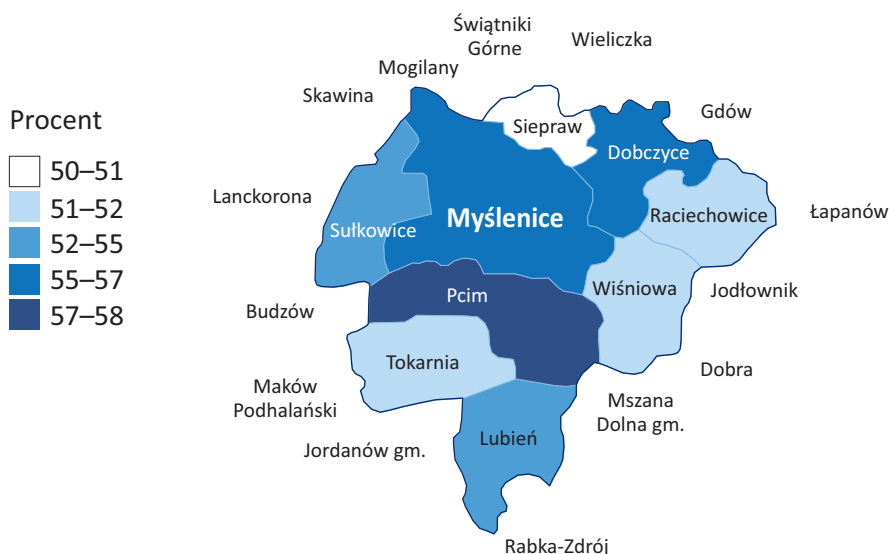 Świątniki
Górne
Wieliczka
Mogilany
Skawina
Gdów
Procent
50–51
51–52
52–55
55–57
57–58
Siepraw
Dobczyce
Lanckorona
Sułkowice
Myślenice
Raciechowice
Łapanów
Budzów
Pcim
Wiśniowa
Jodłownik
Tokarnia
Dobra
Maków
Podhalański
Mszana
Dolna gm.
Jordanów gm.
Lubień
Rabka-Zdrój